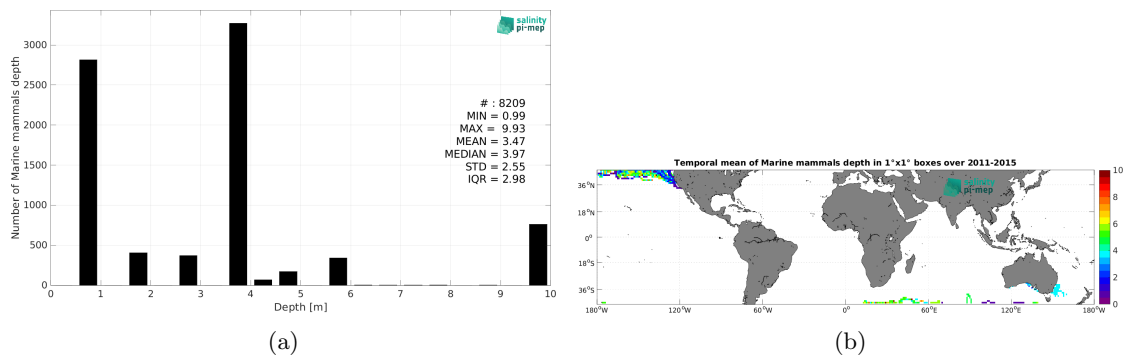 salinity
pi-mep
Number of Marine mammals depth
3000
2500
2000
1500
1000
500
0
# : 8209
MIN = 0.99
MAX = 9.93
MEAN = 3.47
MEDIAN = 3.97
STD = 2.55
IQR = 2.98
0 1 2 3 4 5 6 7 8 9 10
Depth [m]
(a)
Temporal mean of Marine mammals depth in 1°x1° boxes over 2011-2015
salinity
pi-mep
36°N
18°N
0°
18°S
36°S
180°W 120°W 60°W 0° 60°E 120°E 180°W
10
8
6
4
2
0
(b)